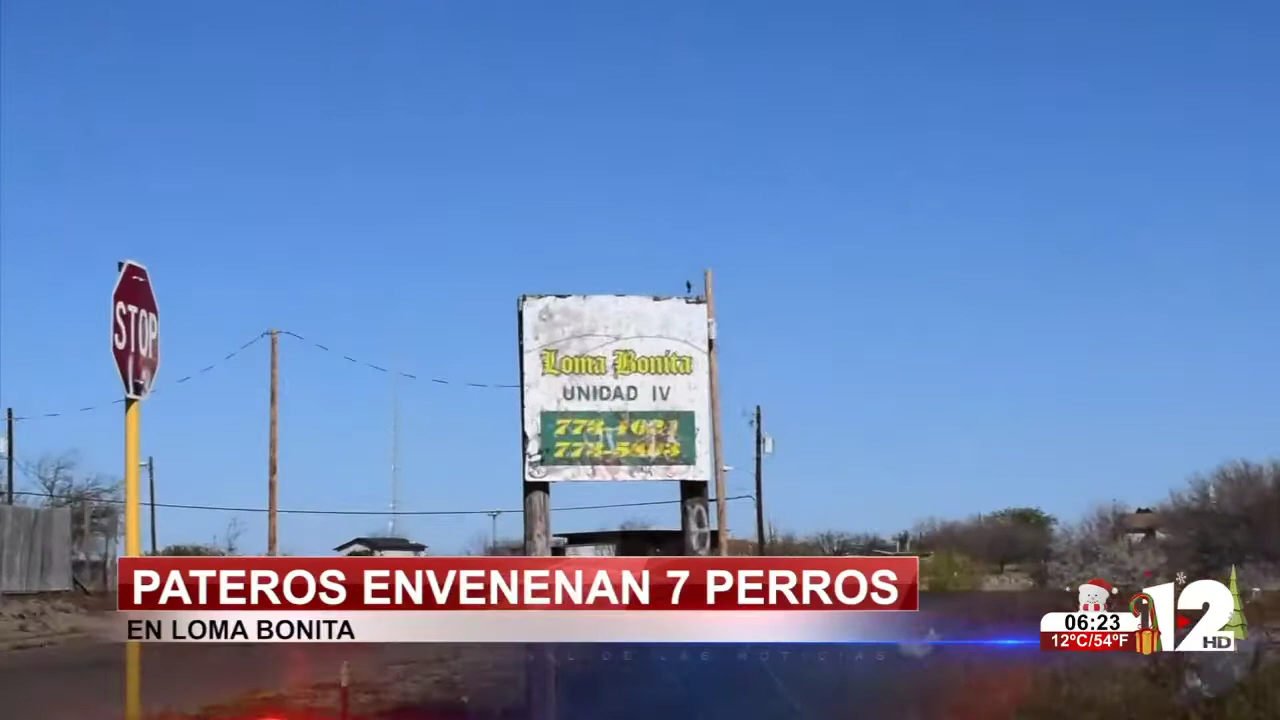 STOP
Loma Bonita
UNIDAD IV
PATEROS ENVENENAN 7 PERROS
EN LOMA BONITA
06:23
12°C/54°F
12
HD